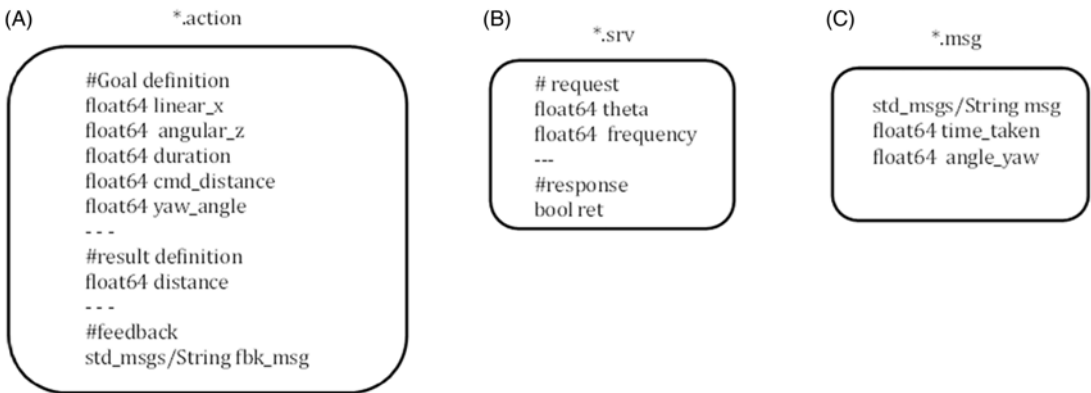 (A)
*.action
#Goal definition
float64 linear_x
float64  angular_z
float64 duration
float64 cmd_distance
float64 yaw_angle
- - -
#result definition
float64 distance
- - -
#feedback
std_msgs/String fbk_msg
(B)
*.srv
# request
float64 theta
float64  frequency
---
#response
bool ret
(C)
*.msg
std_msgs/String msg
float64 time_taken
float64  angle_yaw